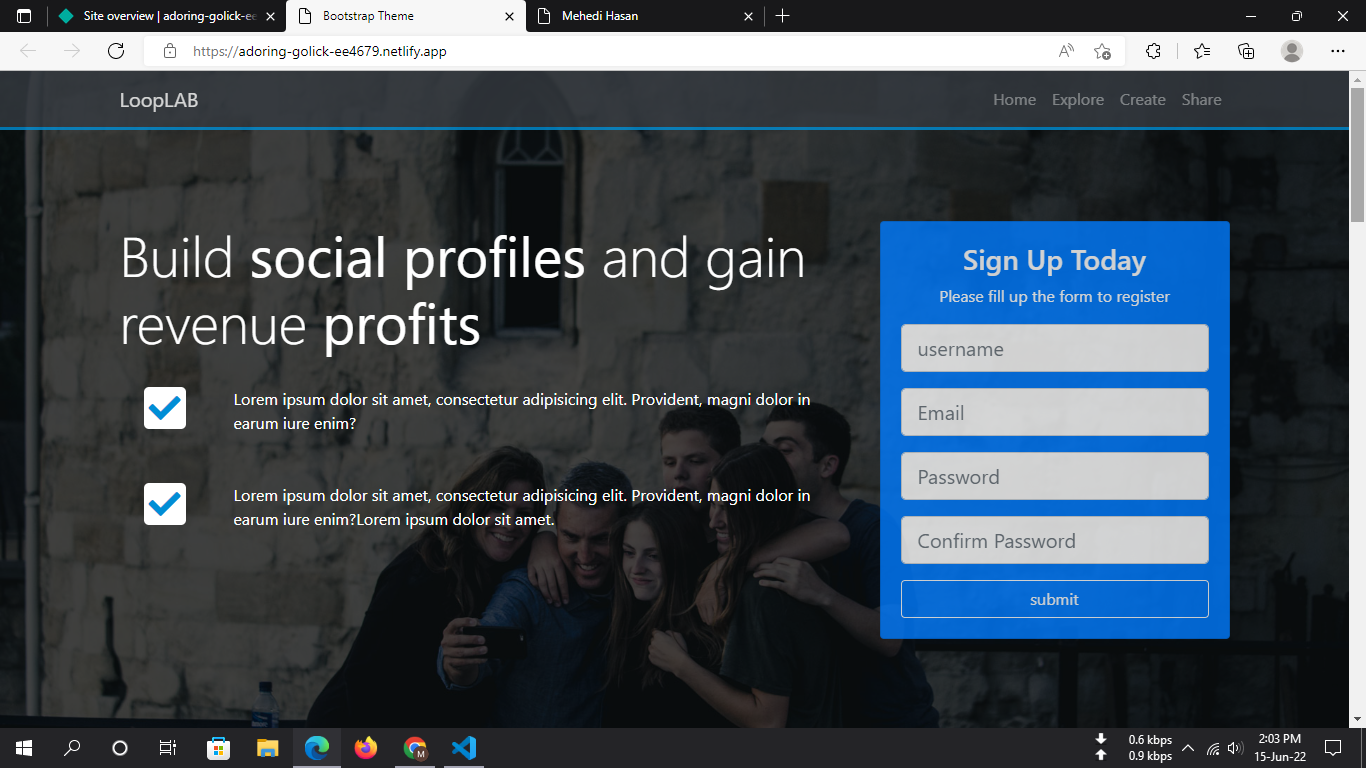 Site overview | adoring-golick-ee
Bootstrap Theme
Mehedi Hasan
https://adoring-golick-ee4679.netlify.app
LoopLAB
Home Explore Create Share
Build social profiles and gain
revenue profits
Lorem ipsum dolor sit amet, consectetur adipisicing elit. Provident, magni dolor in
earum iure enim?
Lorem ipsum dolor sit amet, consectetur adipisicing elit. Provident, magni dolor in
earum iure enim?Lorem ipsum dolor sit amet.
Sign Up Today
Please fill up the form to register
username
Email
Password
Confirm Password
submit
M
0.6 kbps
0.9 kbps
2:03 PM
15-Jun-22